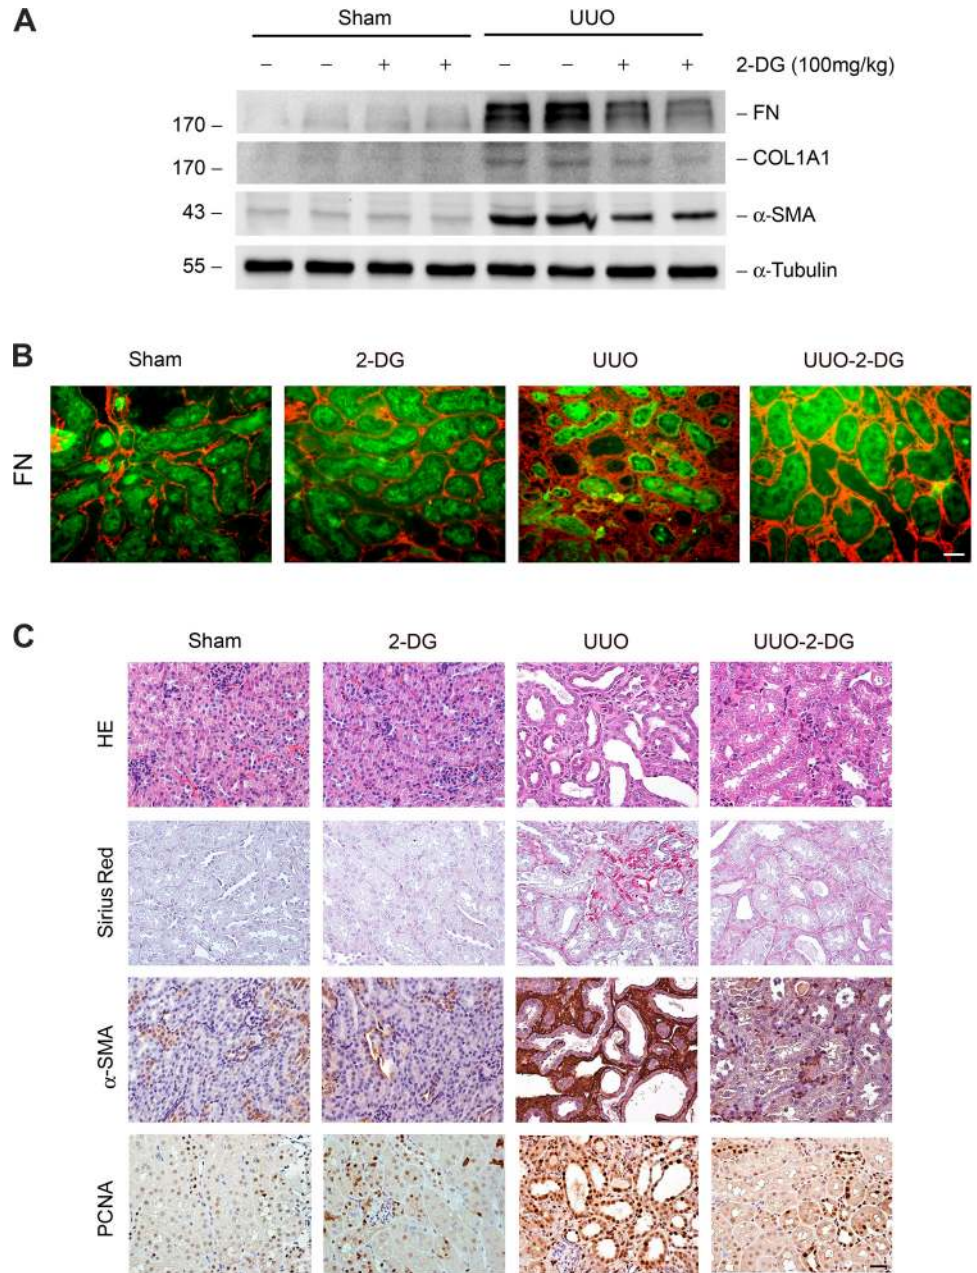 A
Sham UUO
– – + + – – + + 2-DG (100mg/kg)
170 – – FN
170 – – COL1A1
43 – – α-SMA
55 – – α-Tubulin
B
Sham 2-DG UUO UUO-2-DG
FN
C
Sham 2-DG UUO UUO-2-DG
HE
Sirius Red
α-SMA
PCNA